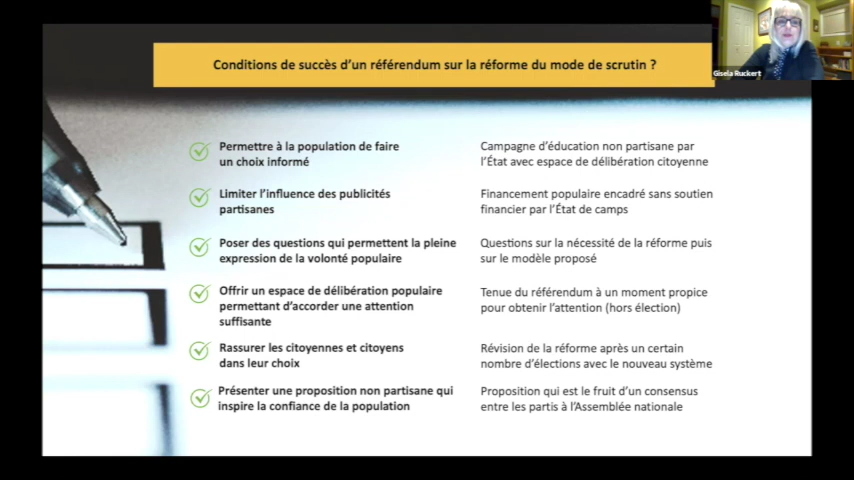 Conditions de succès d'un référendum sur la réforme du mode de scrutin ?
Gisela Ruckert
Permettre à la population de faire
un choix informé
Campagne d'éducation non partisane par
l'État avec espace de délibération citoyenne
Limiter l'influence des publicités
partisanes
Financement populaire encadré sans soutien
financier par l'État de camps
Poser des questions qui permettent la pleine
expression de la volonté populaire
Questions sur la nécessité de la réforme puis
sur le modèle proposé
Offrir un espace de délibération populaire
permettant d'accorder une attention
suffisante
Tenue du référendum à un moment propice
pour obtenir l'attention (hors élection)
Rassurer les citoyennes et citoyens
dans leur choix
Révision de la réforme après un certain
nombre d'élections avec le nouveau système
Présenter une proposition non partisane qui
inspire la confiance de la population
Proposition qui est le fruit d'un consensus
entre les partis à l'Assemblée nationale